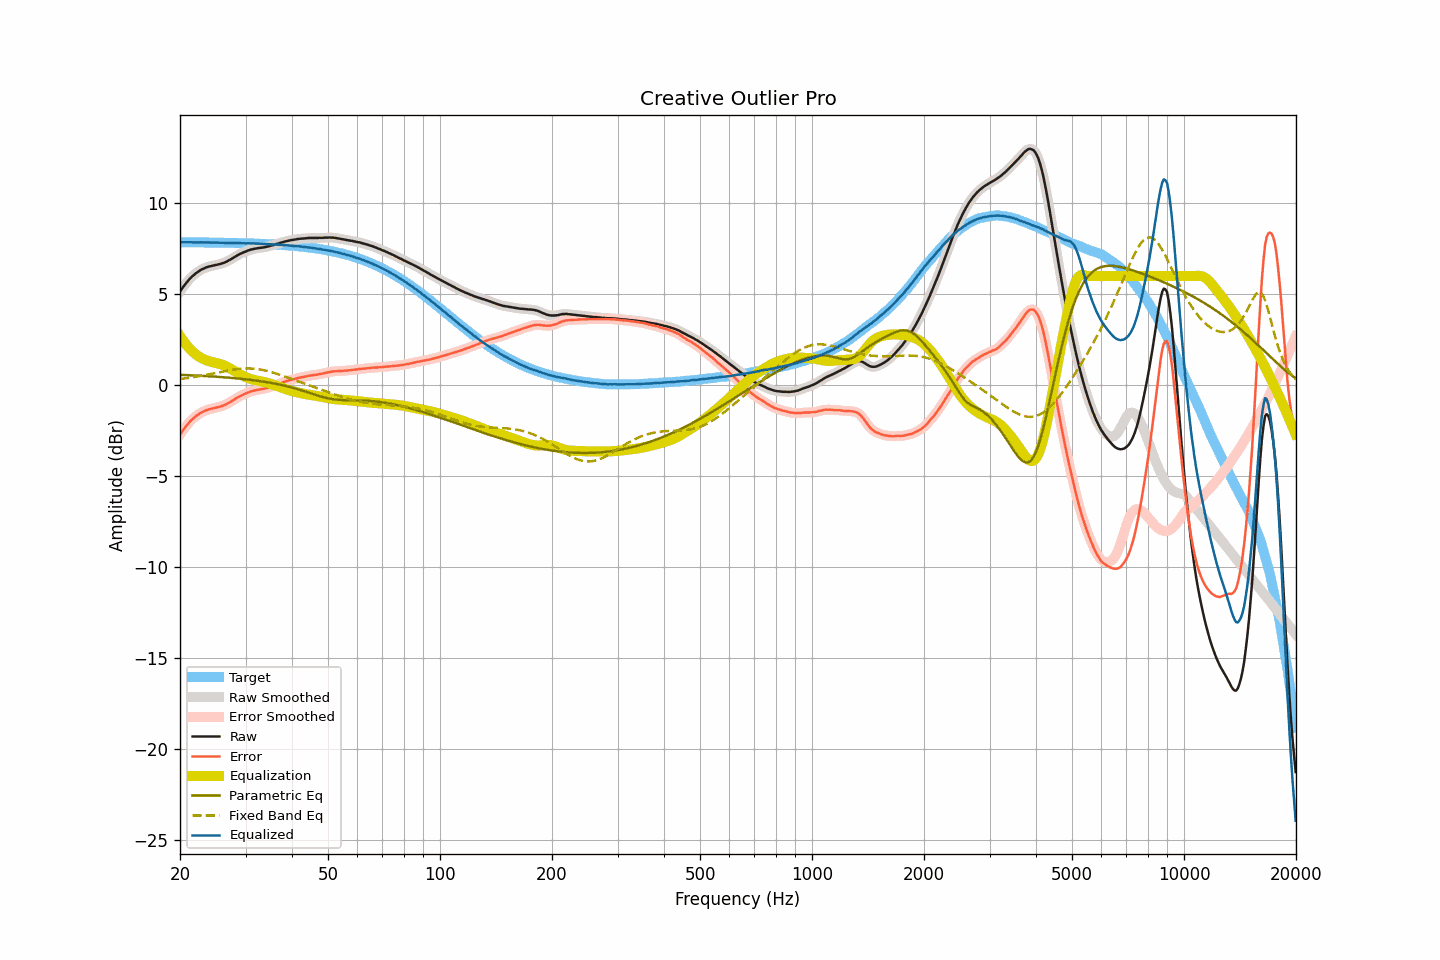 Creative Outlier Pro
Amplitude (dBr)
10
5
0
−5
−10
−15
−20
−25
Target
Raw Smoothed
Error Smoothed
Raw
Error
Equalization
Parametric Eq
Fixed Band Eq
Equalized
20 50 100 200 500 1000 2000 5000 10000 20000
Frequency (Hz)